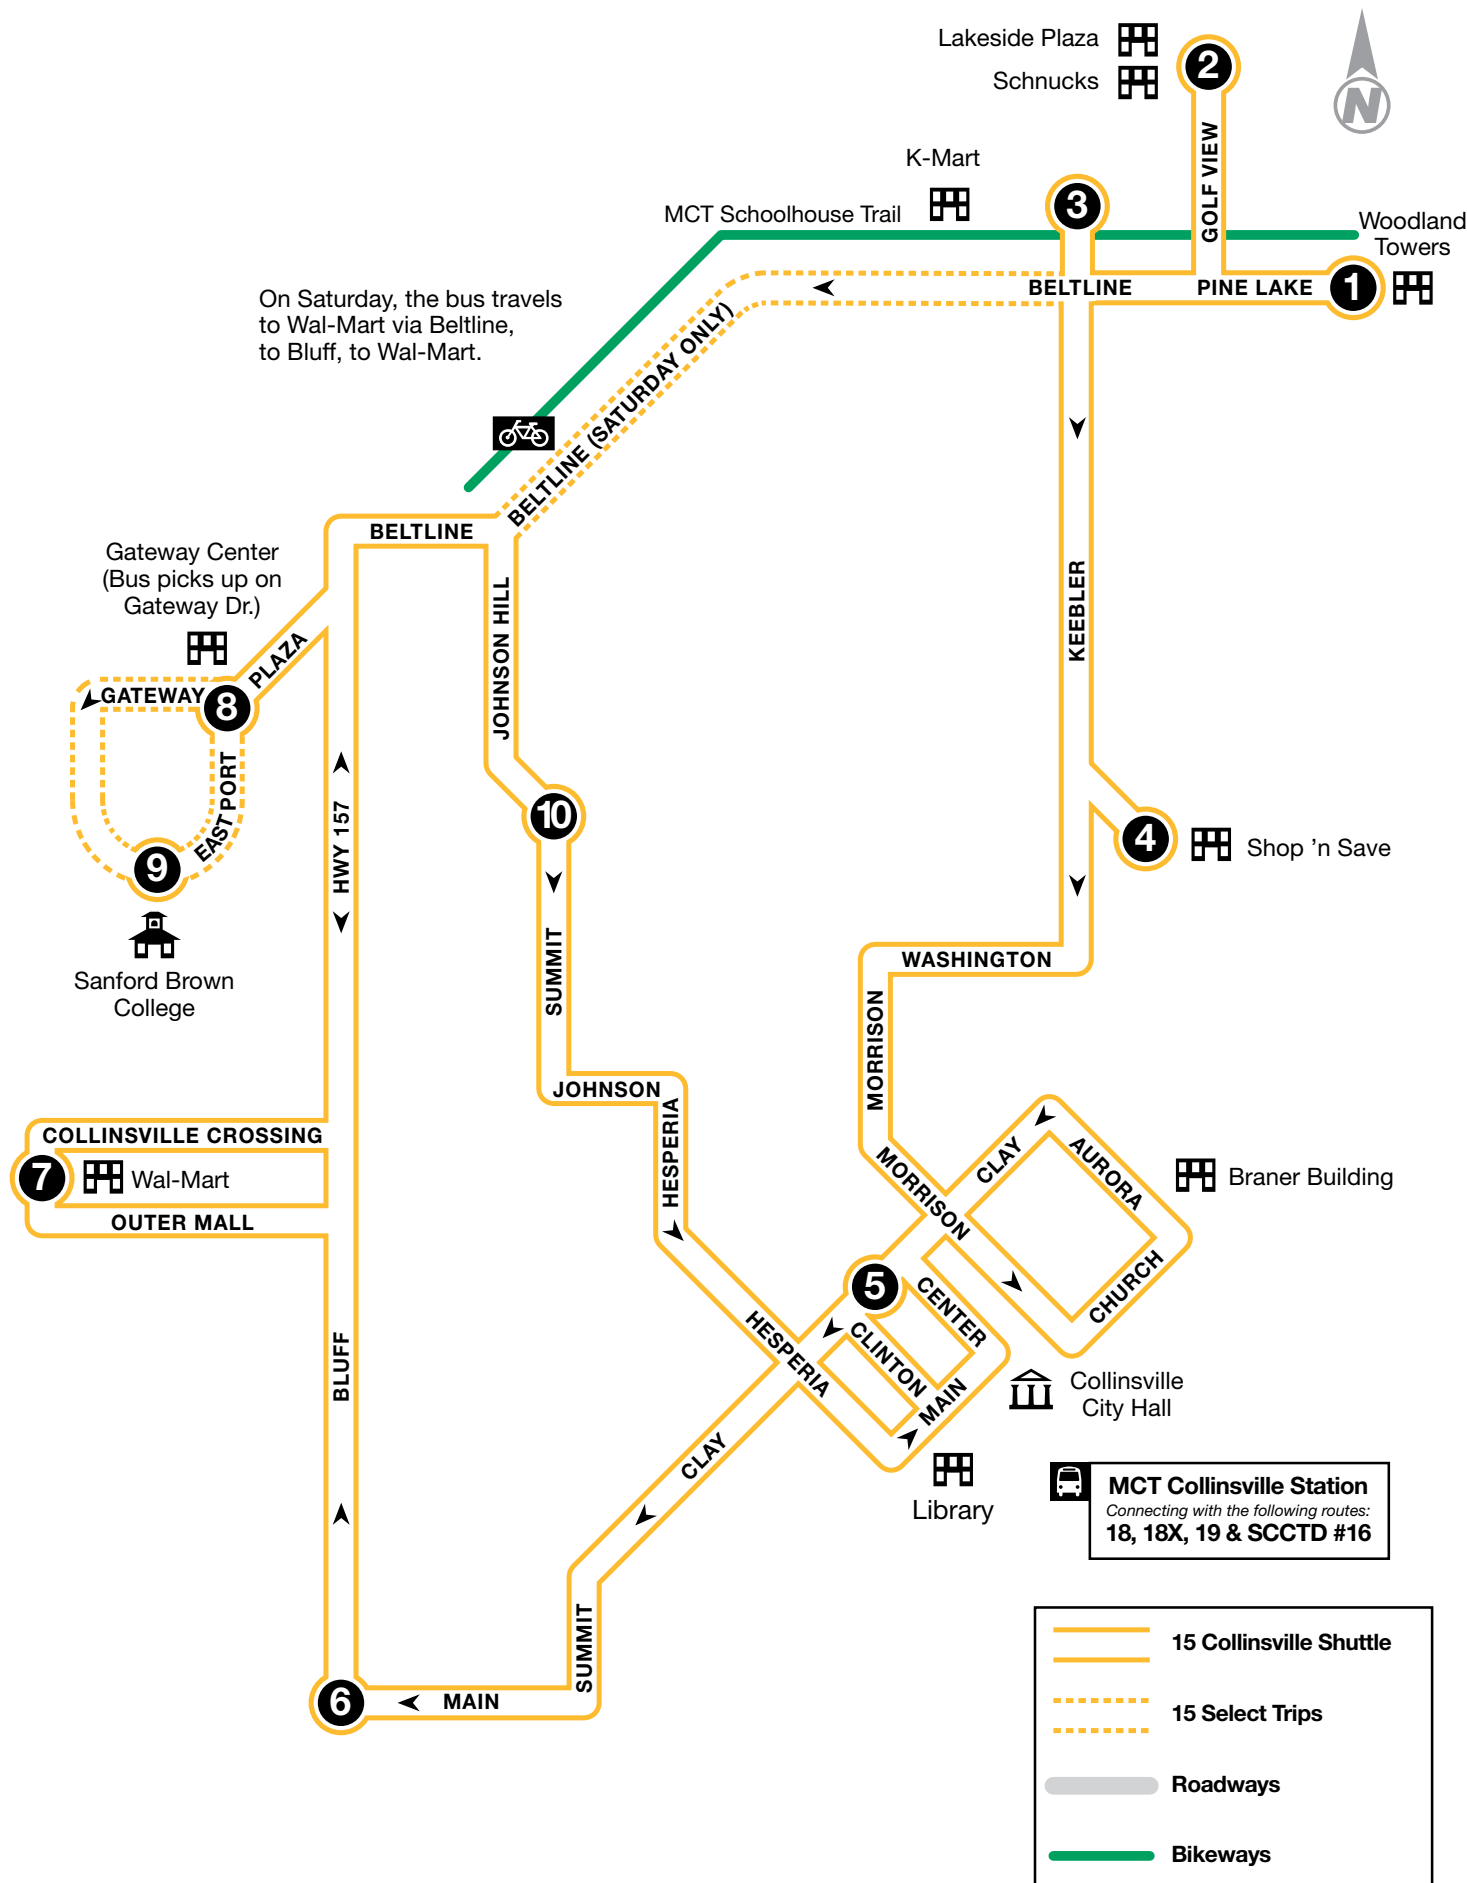 Lakeside Plaza
Schnucks
2
N
K-Mart
GOLF VIEW
3
MCT Schoolhouse Trail
Woodland
Towers
BELTLINE
PINE LAKE
1
On Saturday, the bus travels
to Wal-Mart via Beltline,
to Bluff, to Wal-Mart.
BELTLINE (SATURDAY ONLY)
BELTLINE
Gateway Center
(Bus picks up on
Gateway Dr.)
PLAZA
JOHNSON HILL
KEEBLER
GATEWAY
8
EAST PORT
HWY 157
10
4
Shop ’n Save
9
Sanford Brown
College
SUMMIT
WASHINGTON
MORRISON
JOHNSON
HESPERIA
COLLINSVILLE CROSSING
7
Wal-Mart
OUTER MALL
MORRISON
CLAY
AURORA
Braner Building
CHURCH
5
CENTER
CLINTON
MAIN
HESPERIA
BLUFF
Collinsville
City Hall
CLAY
Library
MCT Collinsville Station
Connecting with the following routes:
18, 18X, 19 & SCCTD #16
SUMMIT
6
MAIN
15 Collinsville Shuttle
15 Select Trips
Roadways
Bikeways